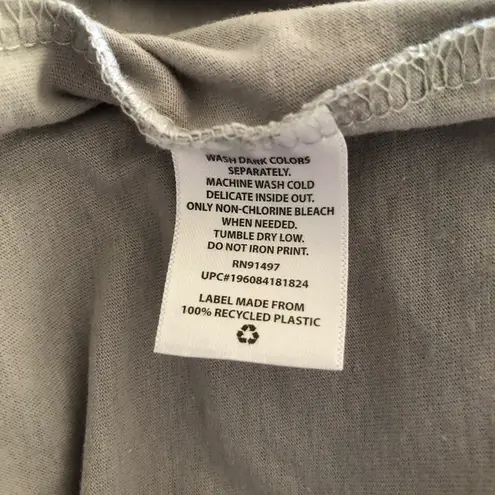 WASH DARK COLORS
SEPARATELY.
MACHINE WASH COLD
DELICATE INSIDE OUT.
ONLY NON-CHLORINE BLEACH
WHEN NEEDED.
TUMBLE DRY LOW.
DO NOT IRON PRINT.
RN91497
UPC#196084181824
LABEL MADE FROM
100% RECYCLED PLASTIC